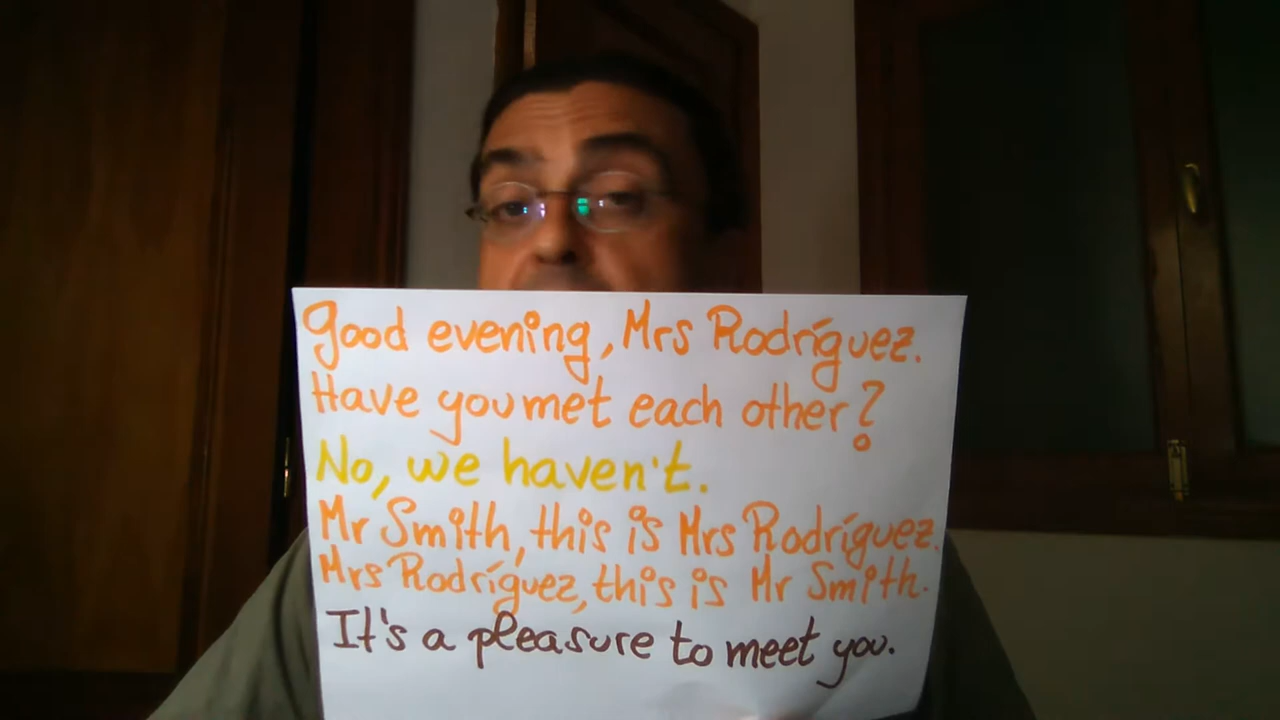 Good evening, Mrs Rodríguez.
Have you met each other?
No, we haven't.
Mr Smith, this is Mrs Rodríguez.
Mrs Rodríguez, this is Mr Smith.
It's a pleasure to meet you.